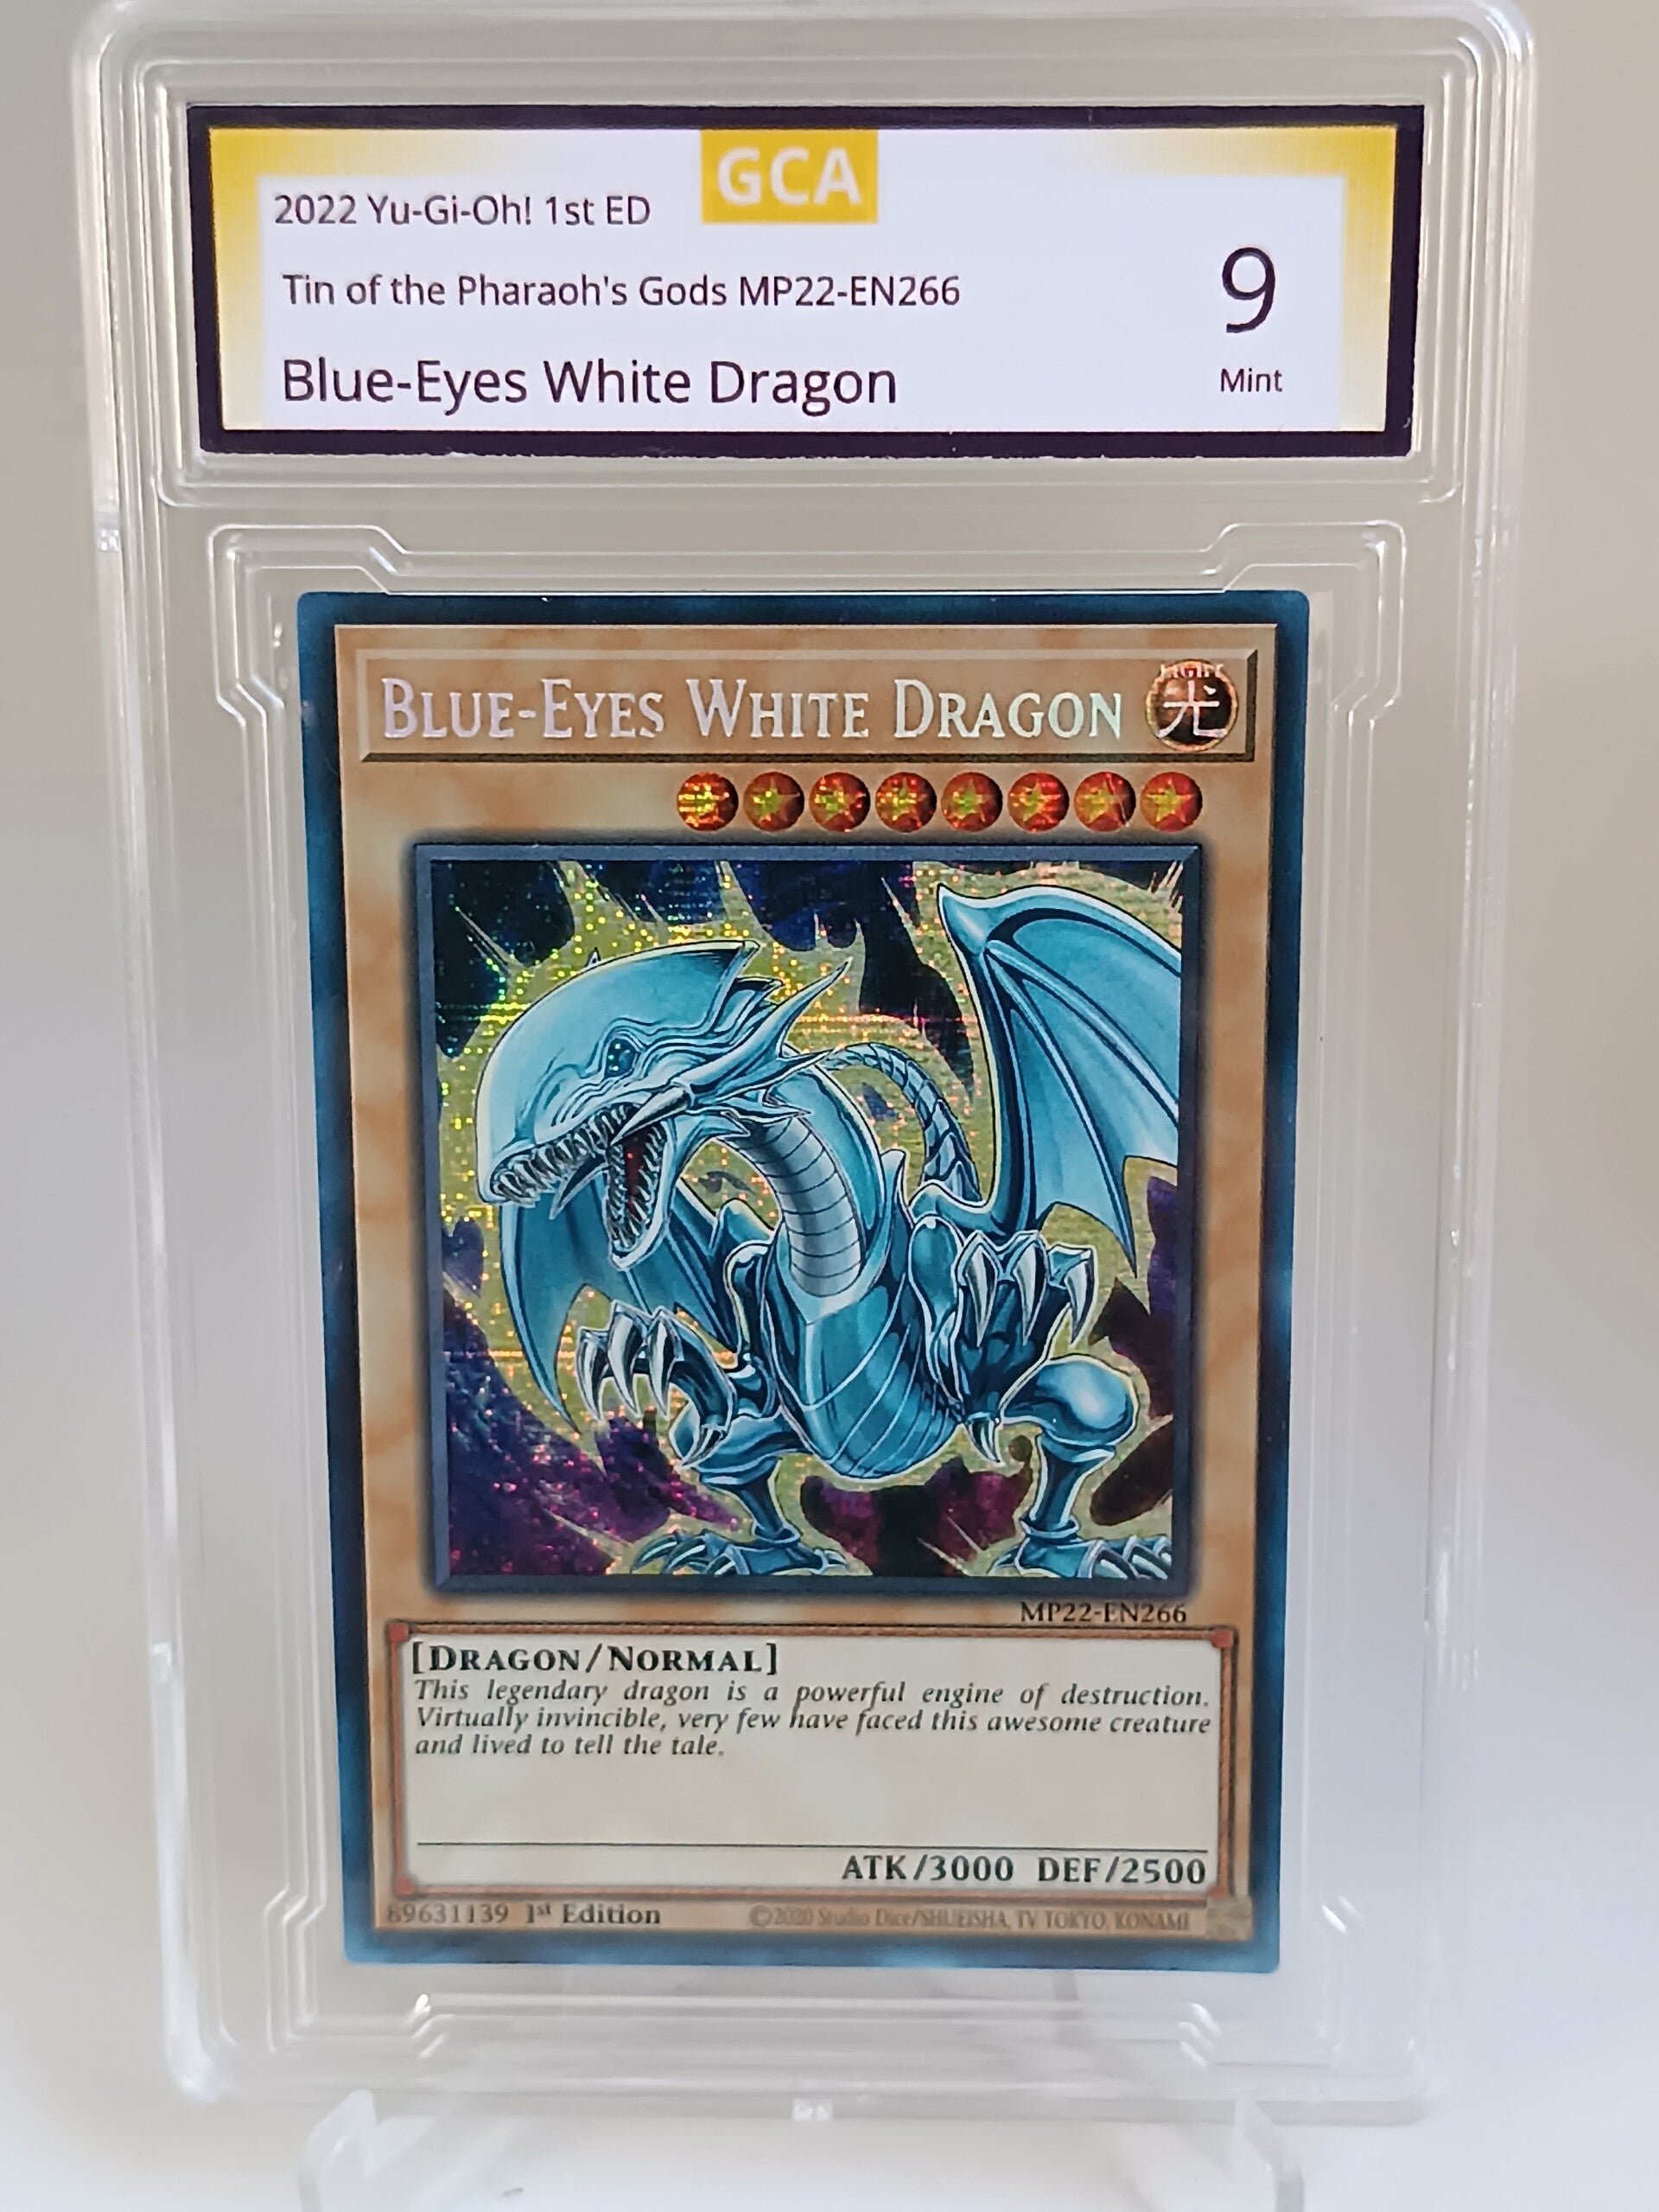 GCA
2022 Yu-Gi-Oh! 1st ED
Tin of the Pharaoh's Gods MP22-EN266
9
Blue-Eyes White Dragon
Mint
BLUE-EYES WHITE DRAGON
LIGHT
光
MP22-EN266
[DRAGON/NORMAL]
This legendary dragon is a powerful engine of destruction.
Virtually invincible, very few have faced this awesome creature
and lived to tell the tale.
ATK/3000 DEF/2500
89631139 1st Edition ©2020 Studio Dice/SHUEISHA, TV TOKYO, KONAMI